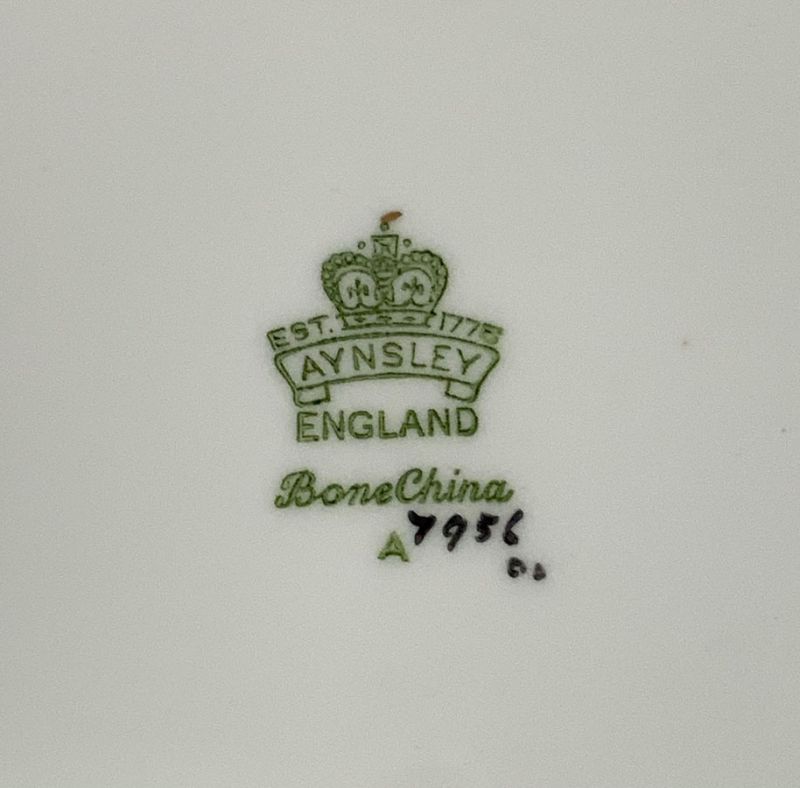 EST. 1775
AYNSLEY
ENGLAND
Bone China
A 7956